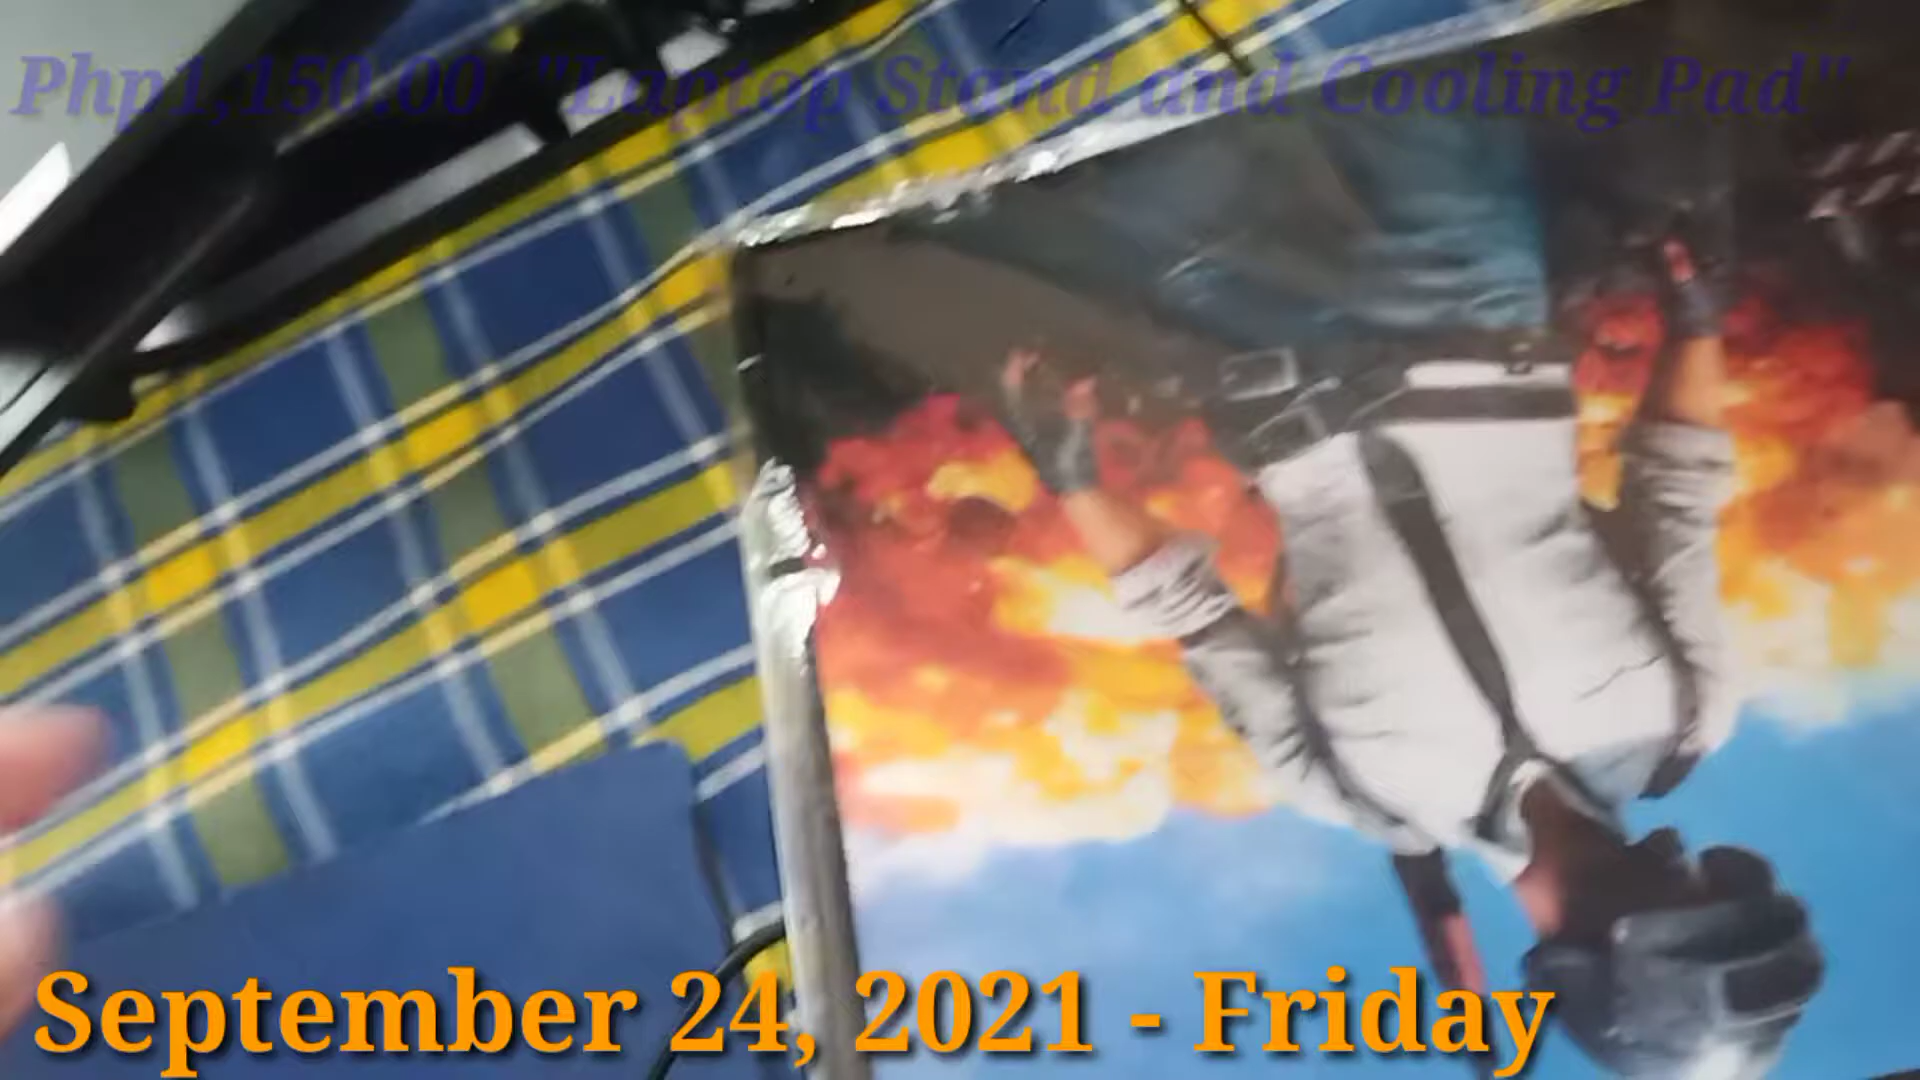 Php1,150.00 "Laptop Stand and Cooling Pad"
September 24, 2021 - Friday